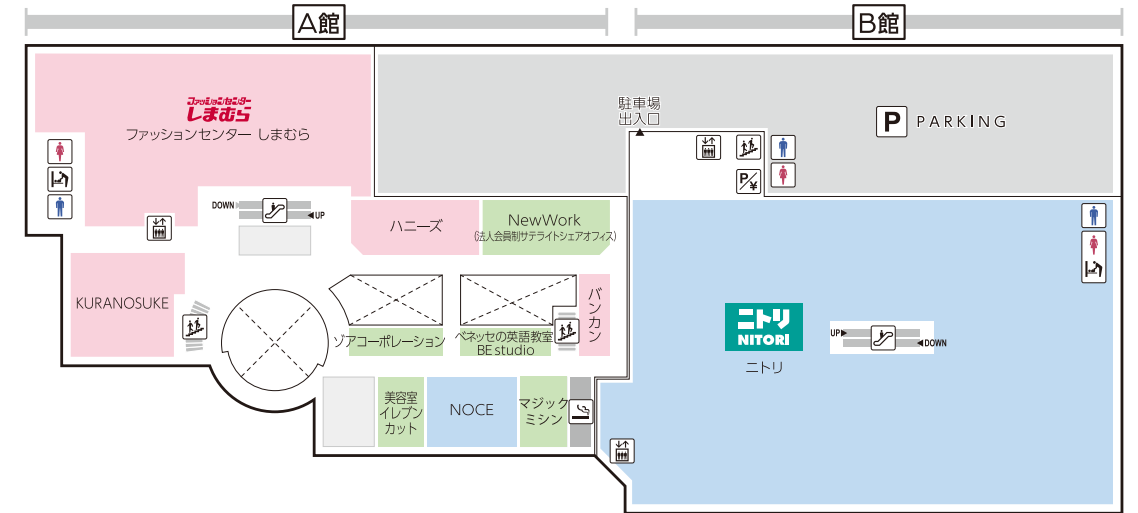 A館
B館
ファッションセンター
しまむら
ファッションセンター しまむら
駐車場
出入口
P PARKING
P/¥
DOWN
UP
ハニーズ
NewWork
(法人会員制サテライトシェアオフィス)
KURANOSUKE
バンカン
ゾアコーポレーション
ベネッセの英語教室
BE studio
ニトリ
NITORI
ニトリ
UP
DOWN
美容室
イレブン
カット
NOCE
マジック
ミシン